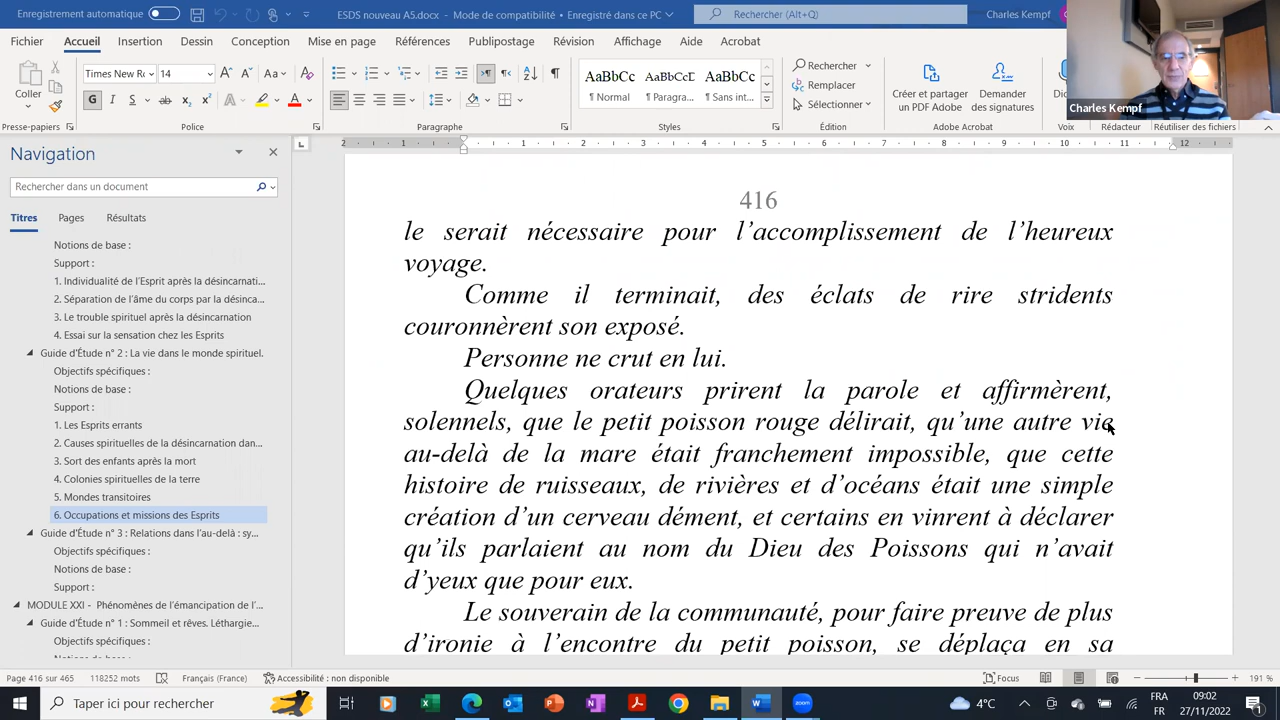 Enregistrement automatique
ESDS nouveau A5.docx - Mode de compatibilité - Enregistré dans ce PC
Rechercher (Alt+Q)
Charles Kempf
Fichier Accueil Insertion Dessin Conception Mise en page Références Publipostage Révision Affichage Aide Acrobat
Coller
Times New Ro 14
AaBbCc AaBbCcD AaBbCc
¶ Normal ¶ Paragra... ¶ Sans int...
Rechercher
Remplacer
Sélectionner
Créer et partager un PDF Adobe
Demander des signatures
Charles Kempf
Presse-papiers Police Paragraphe Styles Édition Adobe Acrobat Voix Rédacteur Réutiliser des fichiers
Navigation
Rechercher dans un document
Titres Pages Résultats
Notions de base :
Support :
1. Individualité de l'Esprit après la désincarnati...
2. Séparation de l'âme du corps par la désinca...
3. Le trouble spirituel après la désincarnation
4. Essai sur la sensation chez les Esprits
Guide d'Étude n° 2 : La vie dans le monde spirituel.
Objectifs spécifiques :
Notions de base :
Support :
1. Les Esprits errants
2. Causes spirituelles de la désincarnation dan...
3. Sort des enfants après la mort
4. Colonies spirituelles de la terre
5. Mondes transitoires
6. Occupations et missions des Esprits
Guide d'Étude n° 3 : Relations dans l'au-delà : sy...
Objectifs spécifiques :
Notions de base :
Support :
MODULE XXI - Phénomènes de l'émancipation de l'...
Guide d'Étude n° 1 : Sommeil et rêves. Léthargie...
Objectifs spécifiques :
2 1 1 2 3 4 5 6 7 8 9 10 11 12
416
le serait nécessaire pour l'accomplissement de l'heureux
voyage.
Comme il terminait, des éclats de rire stridents
couronnèrent son exposé.
Personne ne crut en lui.
Quelques orateurs prirent la parole et affirmèrent,
solennels, que le petit poisson rouge délirait, qu'une autre vie
au-delà de la mare était franchement impossible, que cette
histoire de ruisseaux, de rivières et d'océans était une simple
création d'un cerveau dément, et certains en vinrent à déclarer
qu'ils parlaient au nom du Dieu des Poissons qui n'avait
d'yeux que pour eux.
Le souverain de la communauté, pour faire preuve de plus
d'ironie à l'encontre du petit poisson, se déplaça en sa
Page 416 sur 465 118252 mots Français (France) Accessibilité : non disponible Focus 191 %
Taper ici pour rechercher
4°C
FRA
FR
09:02
27/11/2022